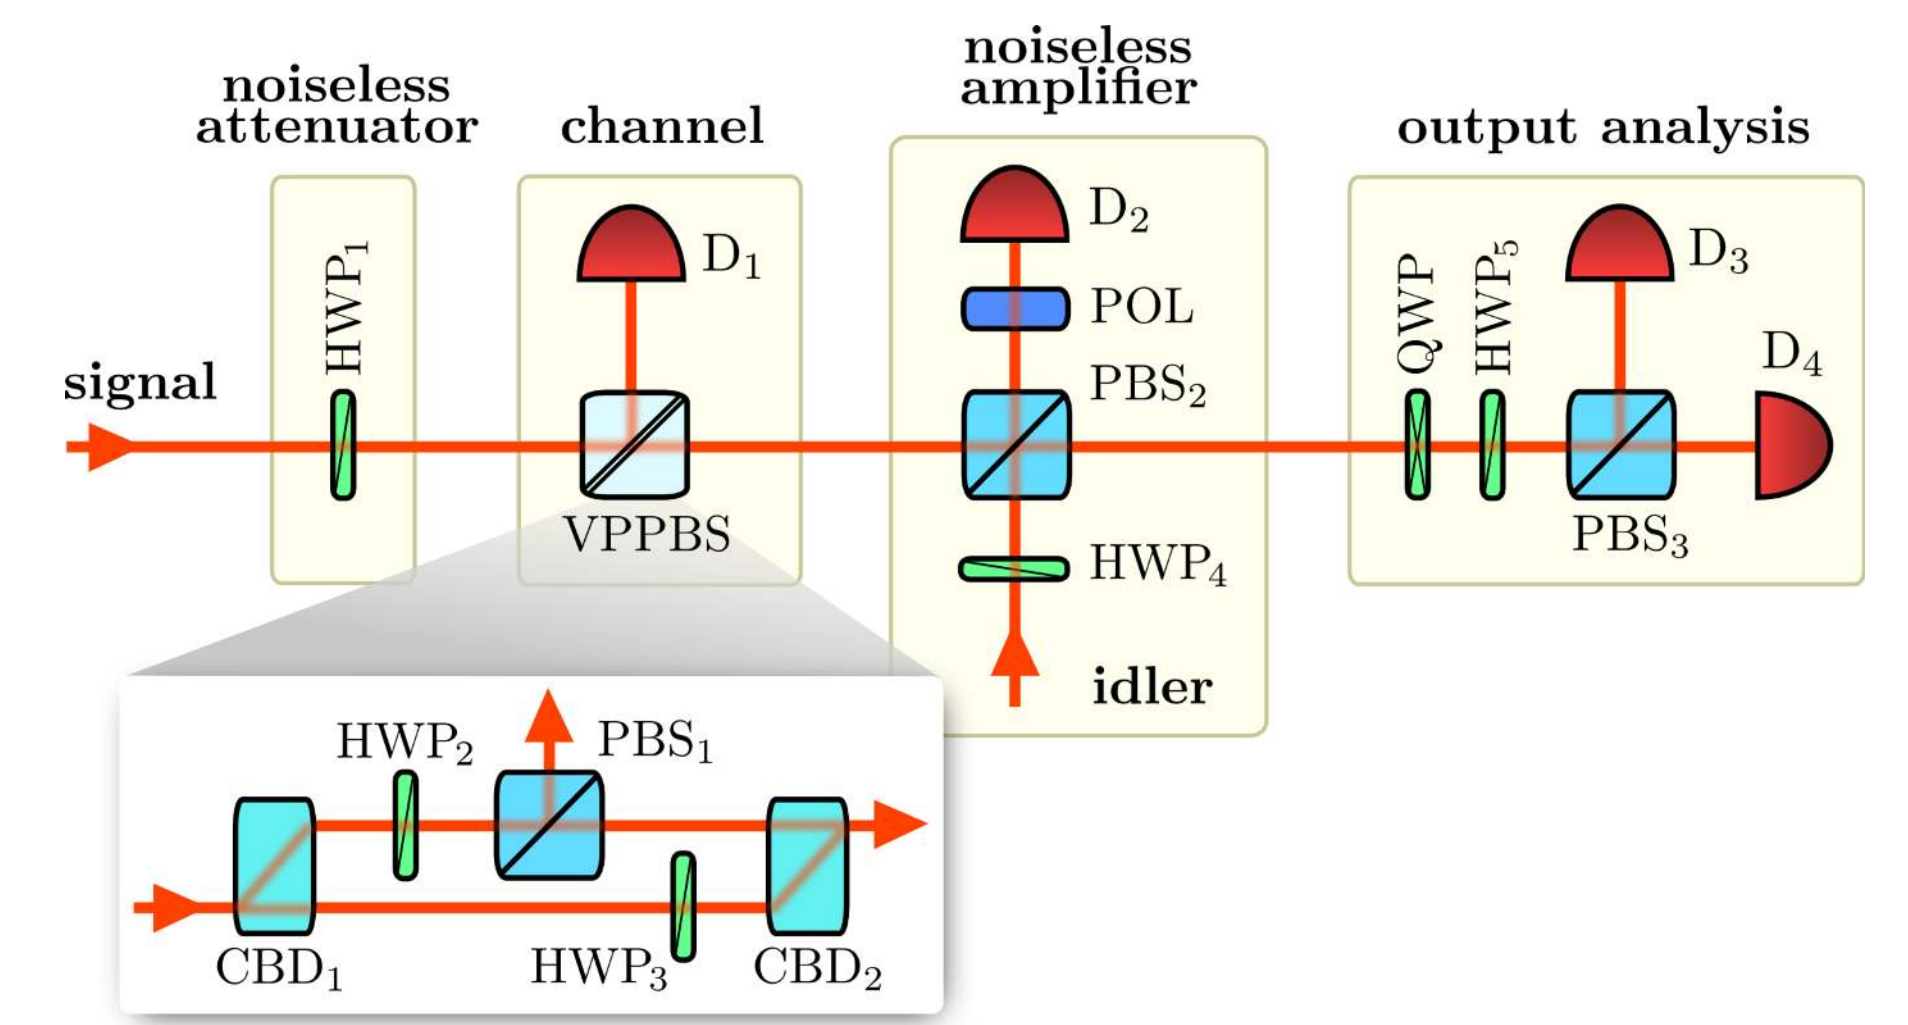 noiseless
attenuator
channel
noiseless
amplifier
output analysis
signal
HWP1
D1
VPPBS
D2
POL
PBS2
HWP4
idler
QWP
HWP5
D3
D4
PBS3
HWP2
PBS1
CBD1
HWP3
CBD2